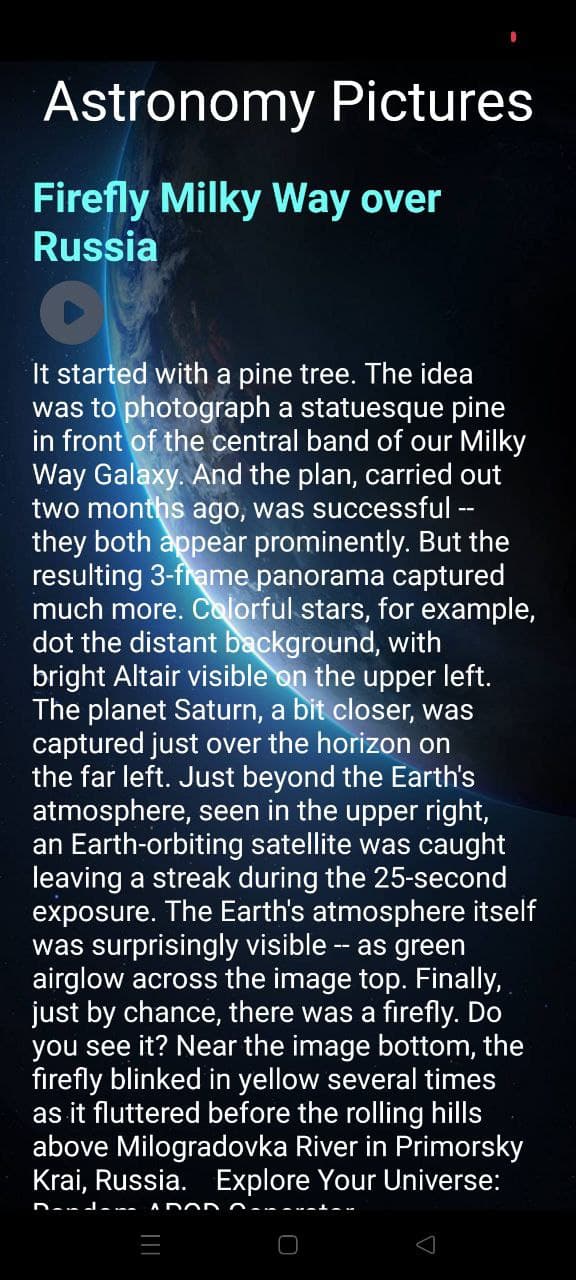 Astronomy Pictures
Firefly Milky Way over
Russia
It started with a pine tree. The idea
was to photograph a statuesque pine
in front of the central band of our Milky
Way Galaxy. And the plan, carried out
two months ago, was successful --
they both appear prominently. But the
resulting 3-frame panorama captured
much more. Colorful stars, for example,
dot the distant background, with
bright Altair visible on the upper left.
The planet Saturn, a bit closer, was
captured just over the horizon on
the far left. Just beyond the Earth's
atmosphere, seen in the upper right,
an Earth-orbiting satellite was caught
leaving a streak during the 25-second
exposure. The Earth's atmosphere itself
was surprisingly visible -- as green
airglow across the image top. Finally,
just by chance, there was a firefly. Do
you see it? Near the image bottom, the
firefly blinked in yellow several times
as it fluttered before the rolling hills
above Milogradovka River in Primorsky
Krai, Russia.    Explore Your Universe:
Random APOD Generator